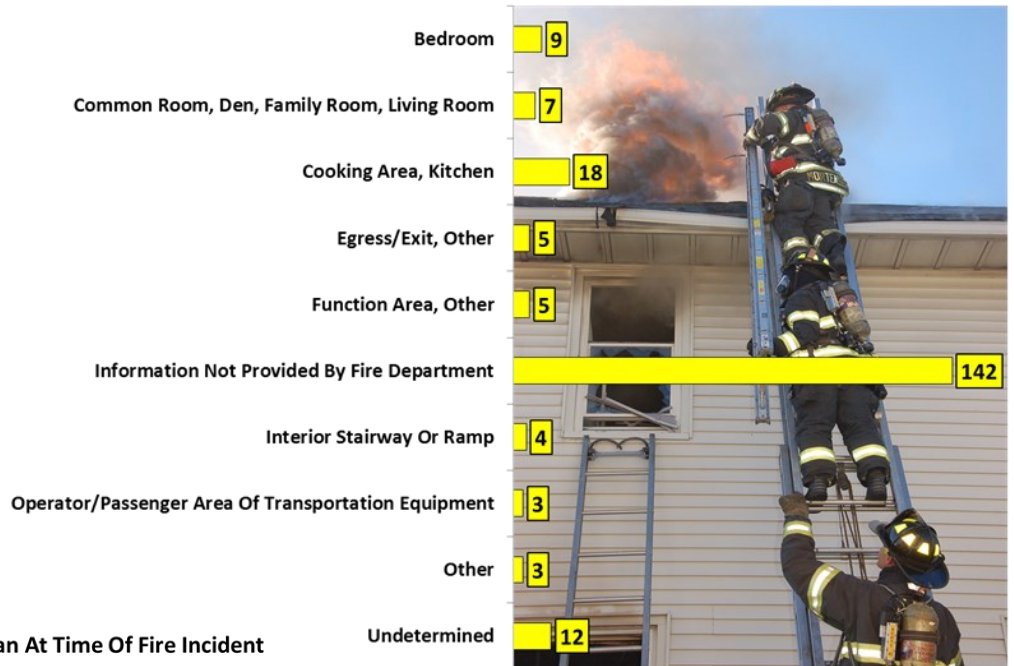 Bedroom 9
Common Room, Den, Family Room, Living Room 7
Cooking Area, Kitchen 18
Egress/Exit, Other 5
Function Area, Other 5
Information Not Provided By Fire Department 142
Interior Stairway Or Ramp 4
Operator/Passenger Area Of Transportation Equipment 3
Other 3
Undetermined 12
At Time Of Fire Incident